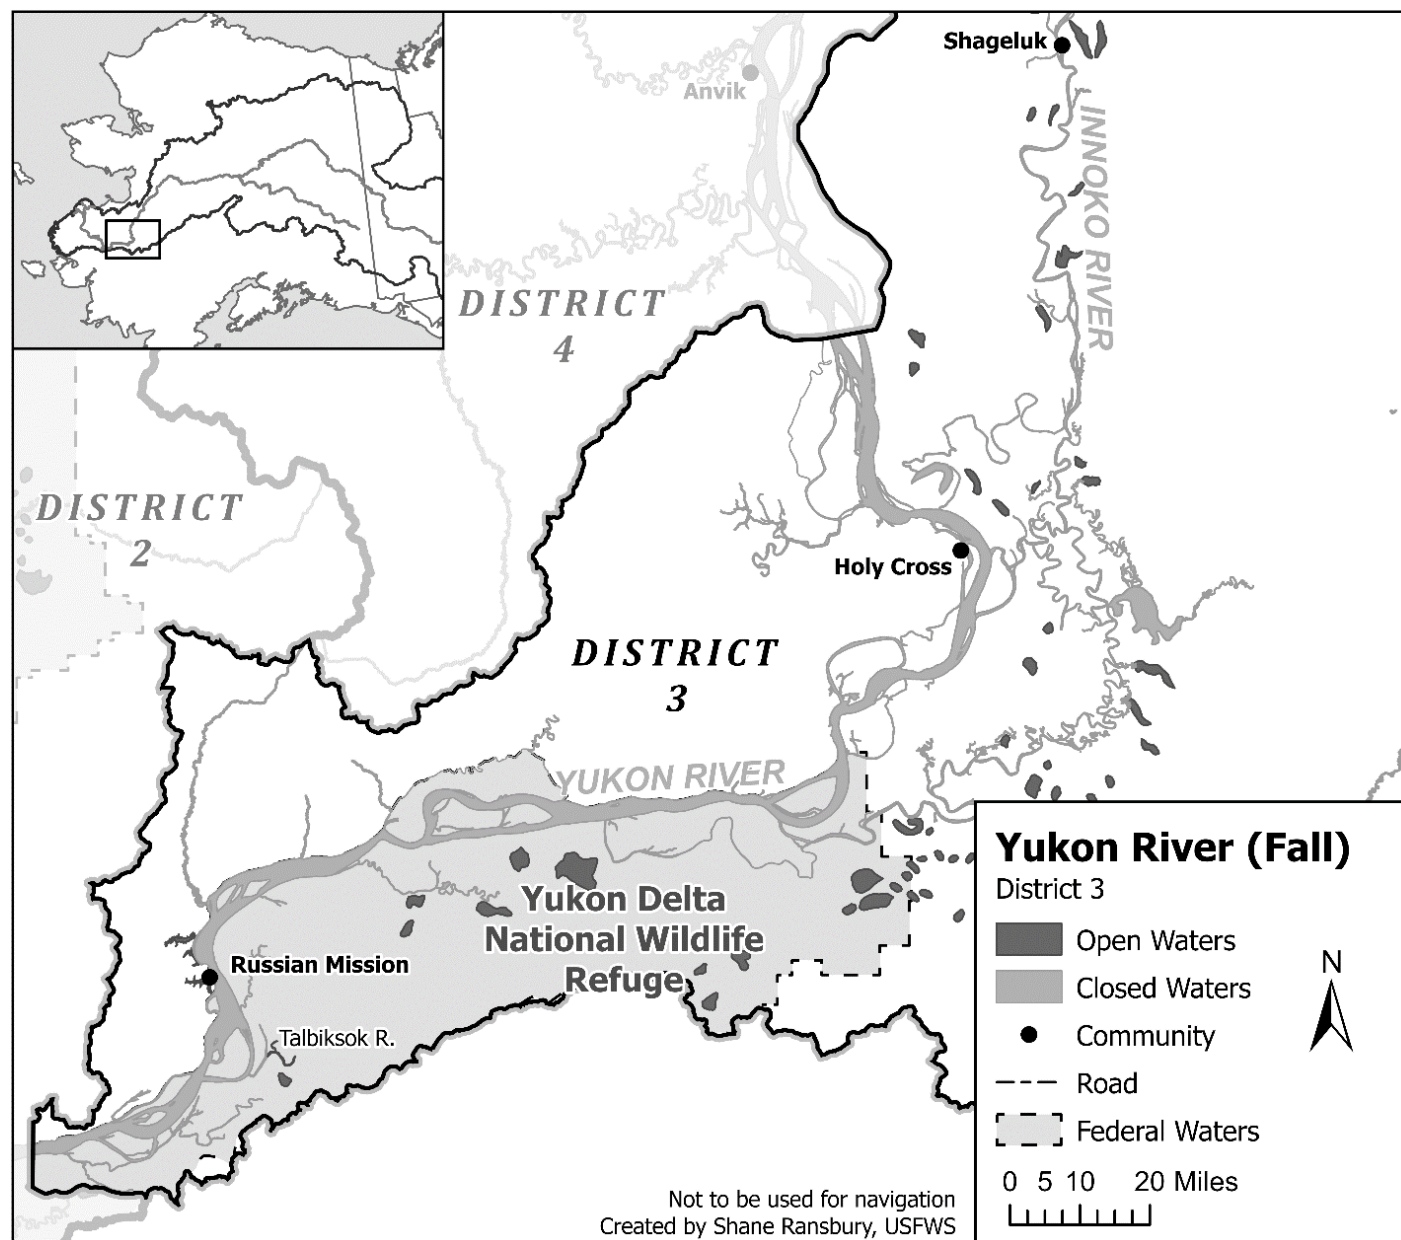 Shageluk
Anvik
INNOKO RIVER
DISTRICT
4
DISTRICT
2
Holy Cross
DISTRICT
3
YUKON RIVER
Yukon Delta
National Wildlife
Refuge
Russian Mission
Talbiksok R.
Yukon River (Fall)
District 3
Open Waters
Closed Waters
Community
Road
Federal Waters
N
0 5 10 20 Miles
Not to be used for navigation
Created by Shane Ransbury, USFWS